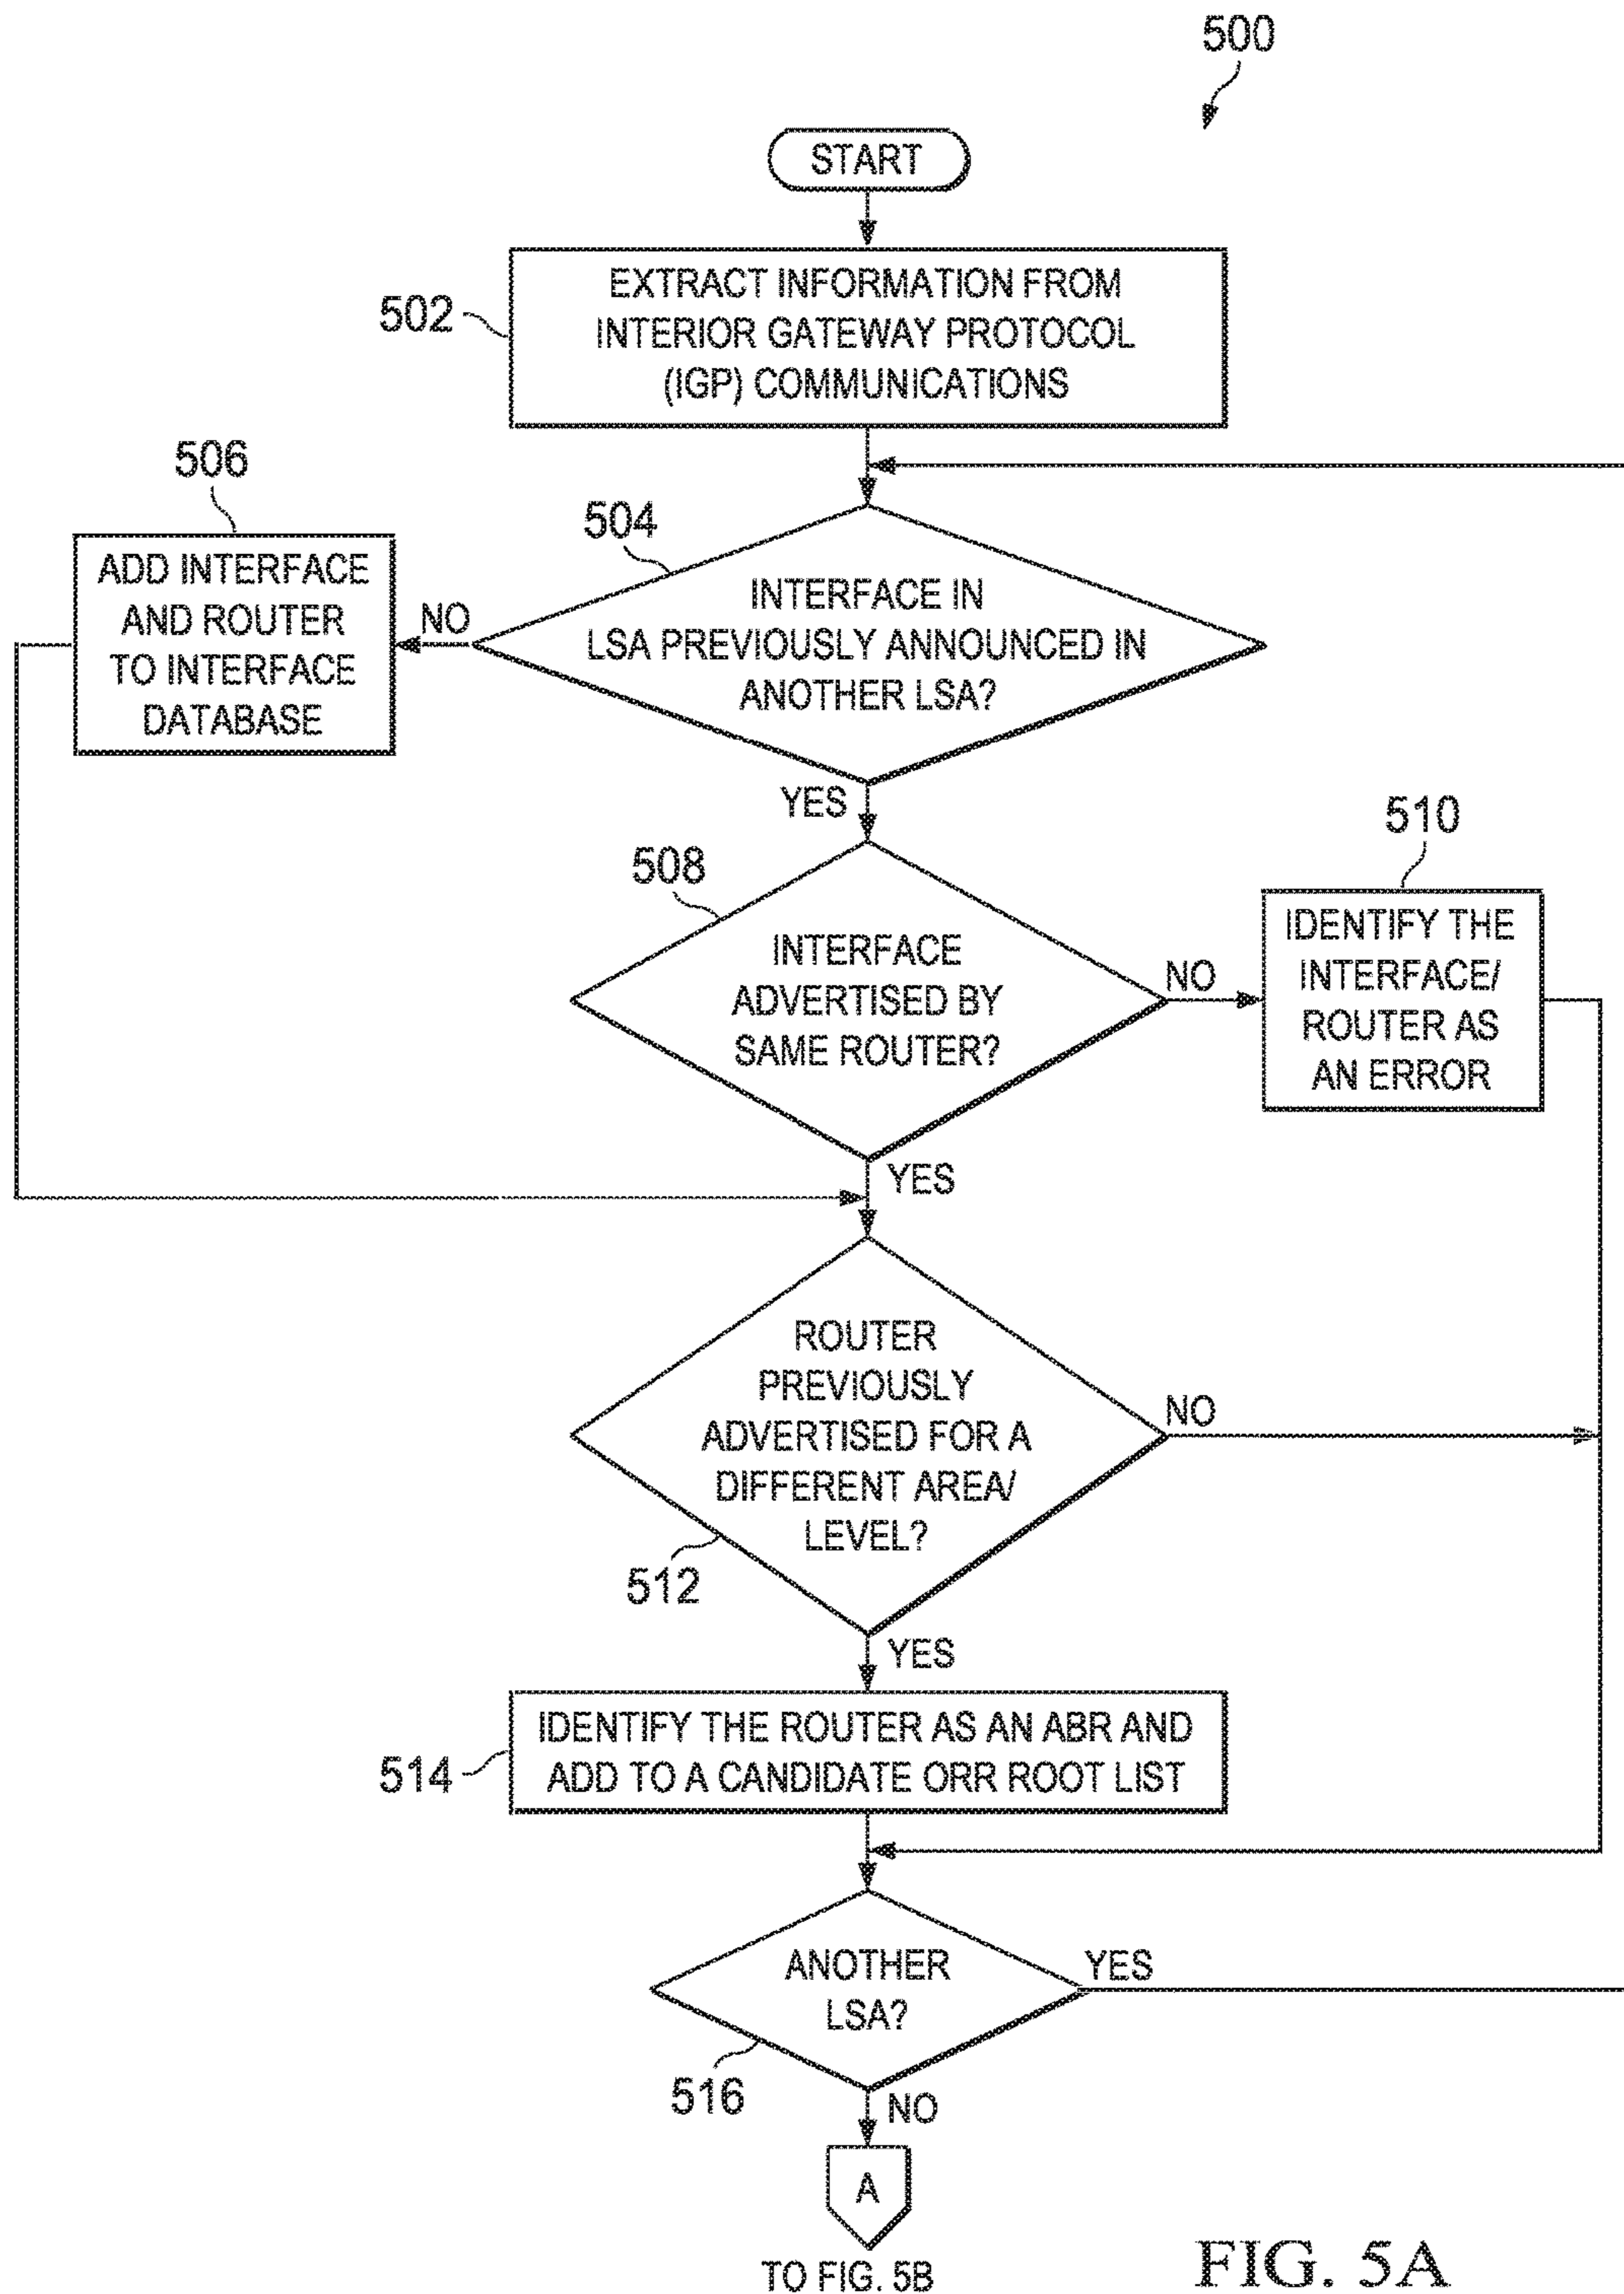 500
START
502
EXTRACT INFORMATION FROM
INTERIOR GATEWAY PROTOCOL
(IGP) COMMUNICATIONS
506
ADD INTERFACE
AND ROUTER
TO INTERFACE
DATABASE
504
NO
INTERFACE IN
LSA PREVIOUSLY ANNOUNCED IN
ANOTHER LSA?
YES
508
INTERFACE
ADVERTISED BY
SAME ROUTER?
NO
510
IDENTIFY THE
INTERFACE/
ROUTER AS
AN ERROR
YES
ROUTER
PREVIOUSLY
ADVERTISED FOR A
DIFFERENT AREA/
LEVEL?
NO
512
YES
514
IDENTIFY THE ROUTER AS AN ABR AND
ADD TO A CANDIDATE ORR ROOT LIST
ANOTHER
LSA?
YES
516
NO
A
TO FIG. 5B
FIG. 5A